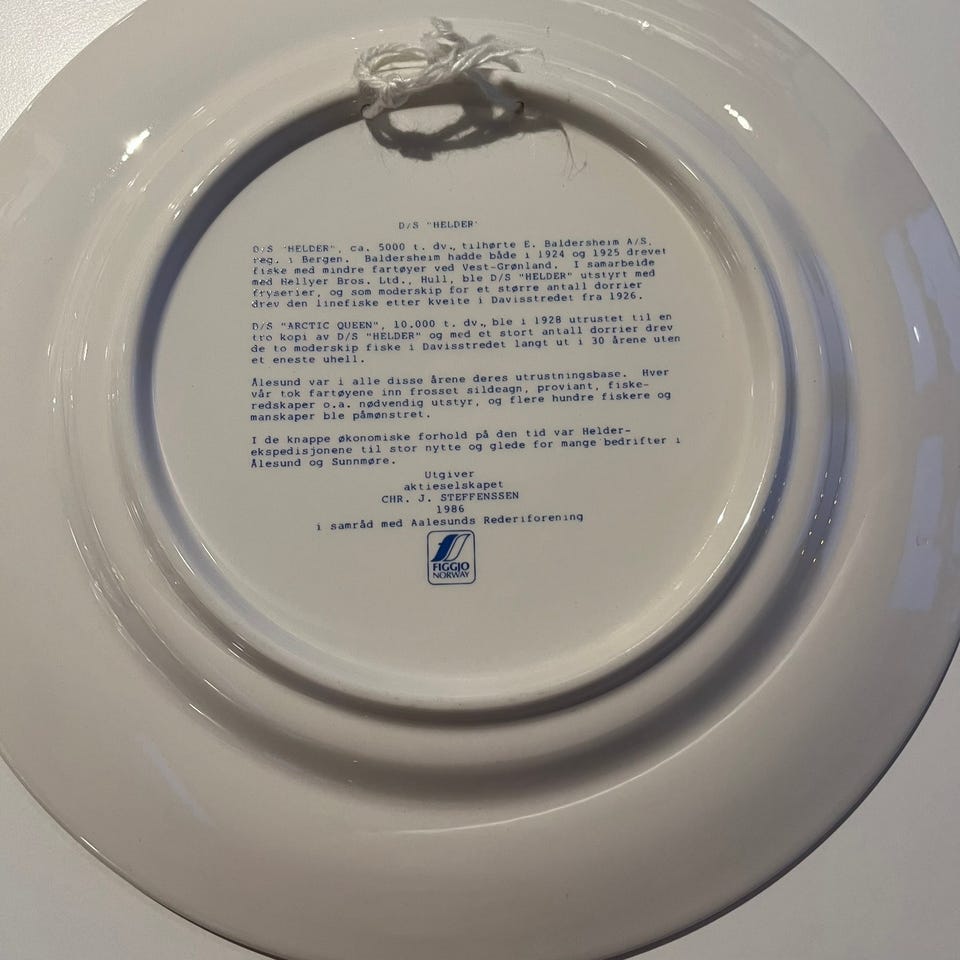 D/S "HELDER"
D/S "HELDER", ca. 5000 t. dv., tilhørte E. Baldersheim A/S,
reg. i Bergen. Baldersheim hadde både i 1924 og 1925 drevet
fiske med mindre fartøyer ved Vest-Grønland. I samarbeide
med Hellyer Bros. Ltd., Hull, ble D/S "HELDER" utstyrt med
fryserier, og som moderskip for et større antall dorrier
drev den linefiske etter kveite i Davisstredet fra 1926.
D/S "ARCTIC QUEEN", 10.000 t. dv., ble i 1928 utrustet til en
tro kopi av D/S "HELDER" og med et stort antall dorrier drev
de to moderskip fiske i Davisstredet langt ut i 30 årene uten
et eneste uhell.
Ålesund var i alle disse årene deres utrustningsbase. Hver
vår tok fartøyene inn frosset sildeagn, proviant, fiske-
redskaper o.a. nødvendig utstyr, og flere hundre fiskere og
manskaper ble påmønstret.
I de knappe økonomiske forhold på den tid var Helder-
ekspedisjonene til stor nytte og glede for mange bedrifter i
Ålesund og Sunnmøre.
Utgiver
aktieselskapet
CHR. J. STEFFENSSEN
1986
i samråd med Aalesunds Rederiforening
FIGGJO
NORWAY